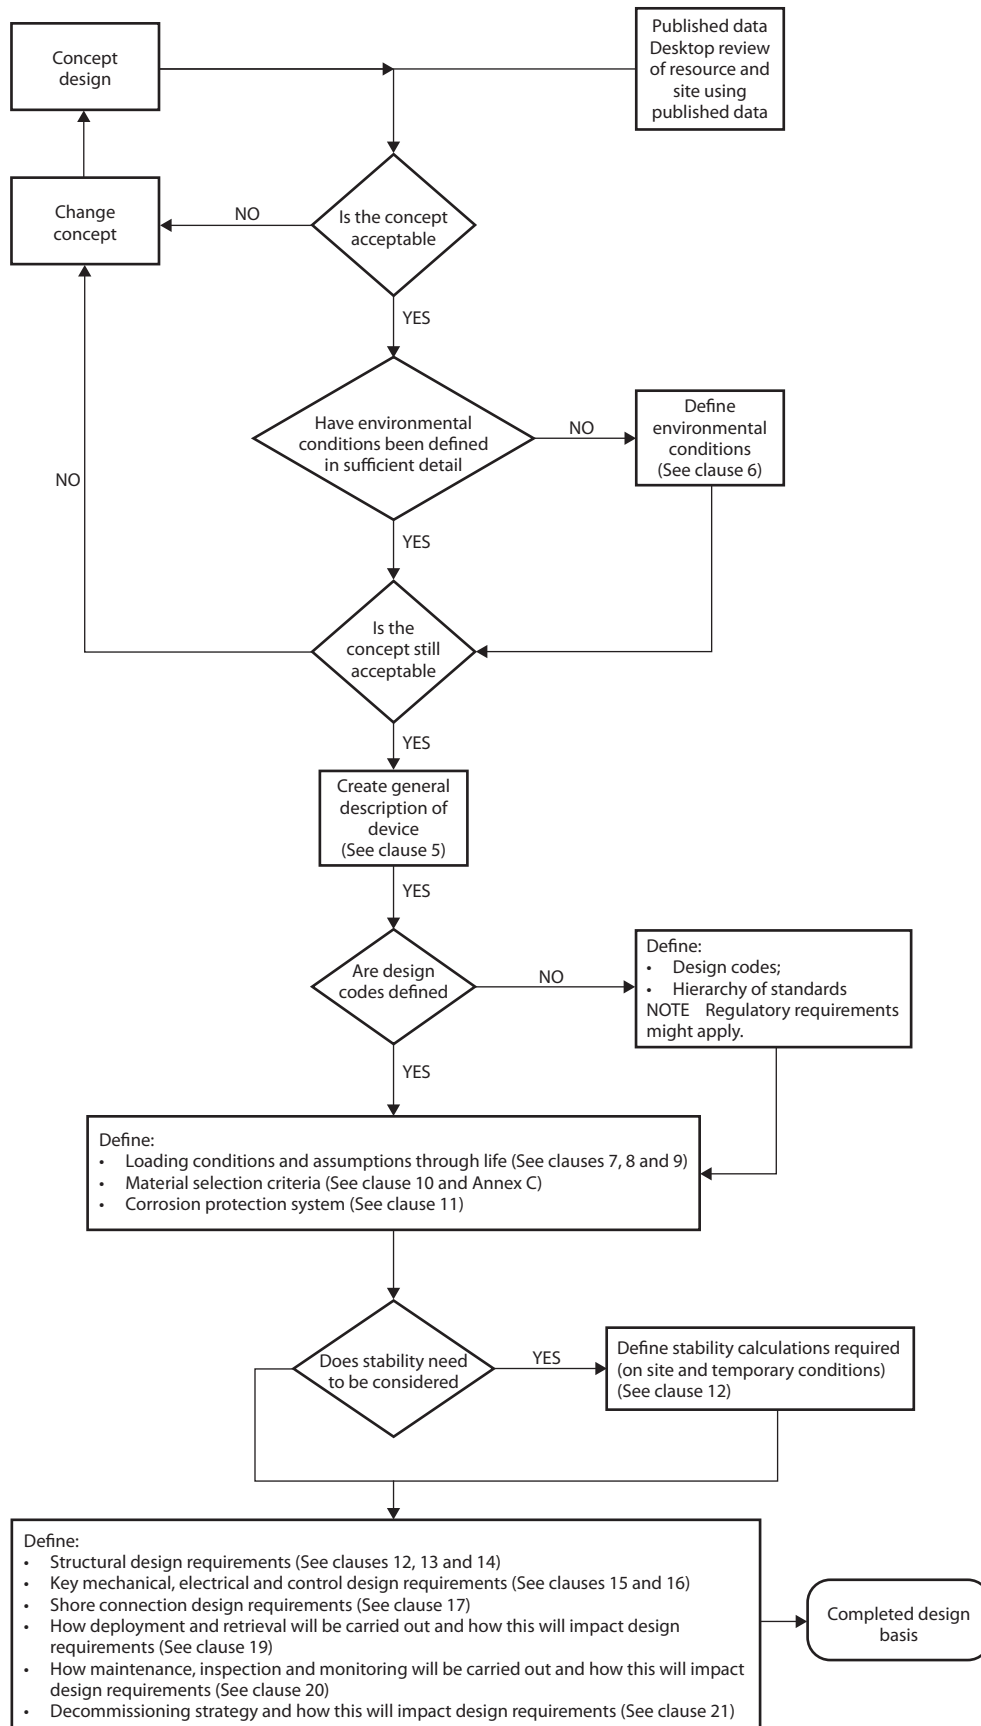 Concept
design
Published data
Desktop review
of resource and
site using
published data
Change
concept
NO
Is the concept
acceptable
YES
Have environmental
conditions been defined
in sufficient detail
NO
Define
environmental
conditions
(See clause 6)
NO
YES
Is the
concept still
acceptable
YES
Create general
description of
device
(See clause 5)
YES
Are design
codes defined
NO
Define:
• Design codes;
• Hierarchy of standards
NOTE Regulatory requirements
might apply.
YES
Define:
• Loading conditions and assumptions through life (See clauses 7, 8 and 9)
• Material selection criteria (See clause 10 and Annex C)
• Corrosion protection system (See clause 11)
Does stability need
to be considered
YES
Define stability calculations required
(on site and temporary conditions)
(See clause 12)
Define:
• Structural design requirements (See clauses 12, 13 and 14)
• Key mechanical, electrical and control design requirements (See clauses 15 and 16)
• Shore connection design requirements (See clause 17)
• How deployment and retrieval will be carried out and how this will impact design
requirements (See clause 19)
• How maintenance, inspection and monitoring will be carried out and how this will impact
design requirements (See clause 20)
• Decommissioning strategy and how this will impact design requirements (See clause 21)
Completed design
basis